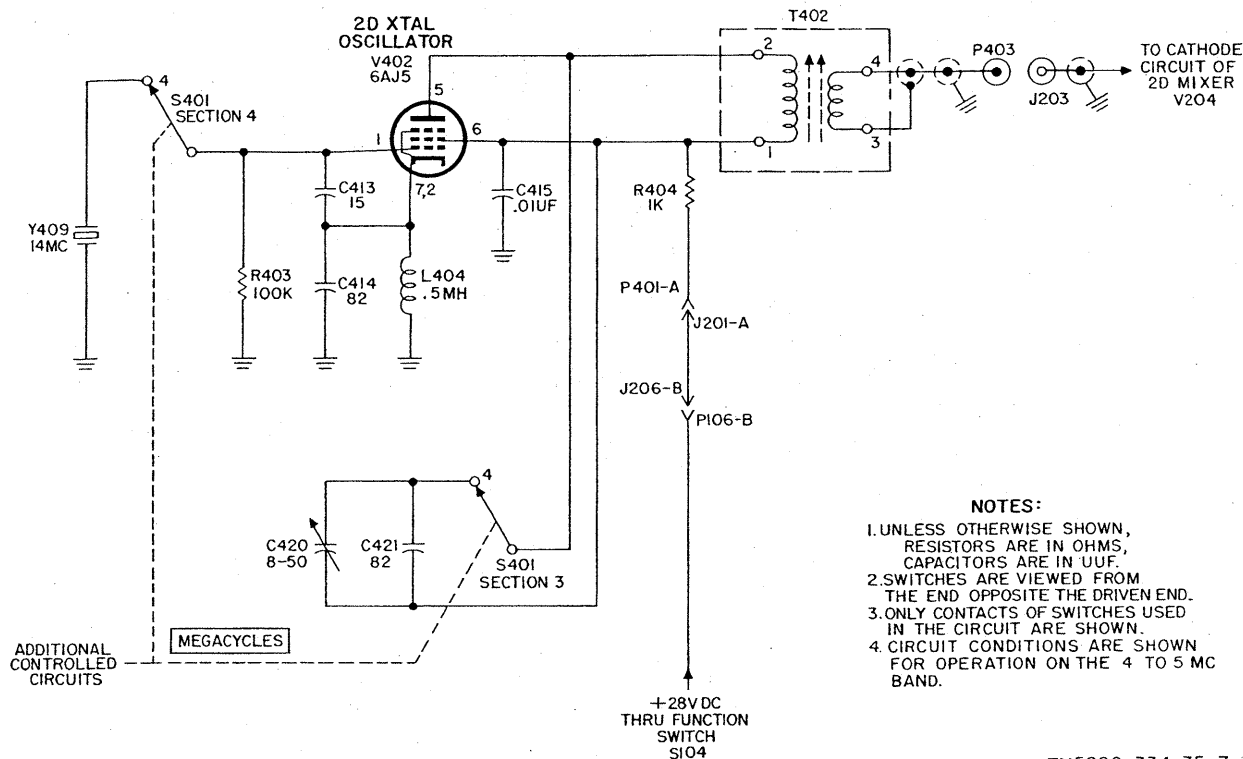 2D XTAL
OSCILLATOR
V402
6AJ5
T402
4
S401
SECTION 4
5
1
6
7,2
2
1
4
3
P403
J203
TO CATHODE
CIRCUIT OF
2D MIXER
V204
Y409
14MC
R403
100K
C413
15
C414
82
L404
.5MH
C415
.01UF
R404
1K
P401-A
J201-A
J206-B
P106-B
C420
8-50
C421
82
4
S401
SECTION 3
ADDITIONAL
CONTROLLED
CIRCUITS
MEGACYCLES
+28V DC
THRU FUNCTION
SWITCH
S104
NOTES:
1. UNLESS OTHERWISE SHOWN,
RESISTORS ARE IN OHMS,
CAPACITORS ARE IN UUF.
2. SWITCHES ARE VIEWED FROM
THE END OPPOSITE THE DRIVEN END.
3. ONLY CONTACTS OF SWITCHES USED
IN THE CIRCUIT ARE SHOWN.
4. CIRCUIT CONDITIONS ARE SHOWN
FOR OPERATION ON THE 4 TO 5 MC
BAND.